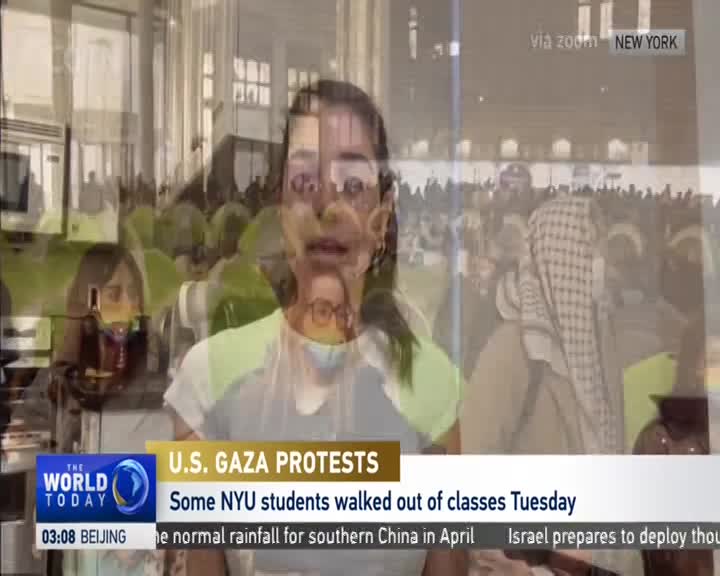 via zoom NEW YORK
U.S. GAZA PROTESTS
THE
WORLD
TODAY
Some NYU students walked out of classes Tuesday
03:08 BEIJING
he normal rainfall for southern China in April Israel prepares to deploy thou